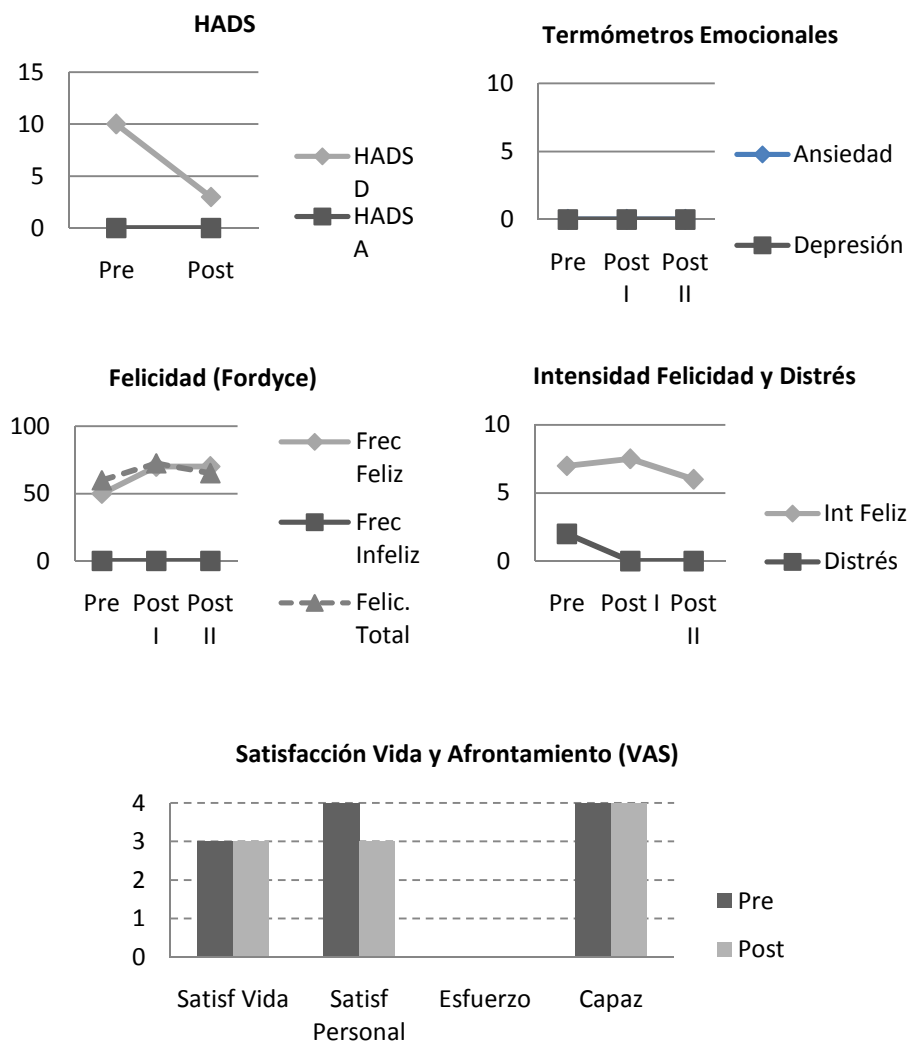 HADS
15
10
5
0
Pre
Post
HADS
D
HADS
A
Termómetros Emocionales
10
5
0
Pre
Post
I
Post
II
Ansiedad
Depresión
Felicidad (Fordyce)
100
50
0
Pre
Post
I
Post
II
Frec
Feliz
Frec
Infeliz
Felic.
Total
Intensidad Felicidad y Distrés
10
5
0
Pre
Post I
Post
II
Int Feliz
Distrés
Satisfacción Vida y Afrontamiento (VAS)
4
3
2
1
0
Satisf Vida
Satisf
Personal
Esfuerzo
Capaz
Pre
Post